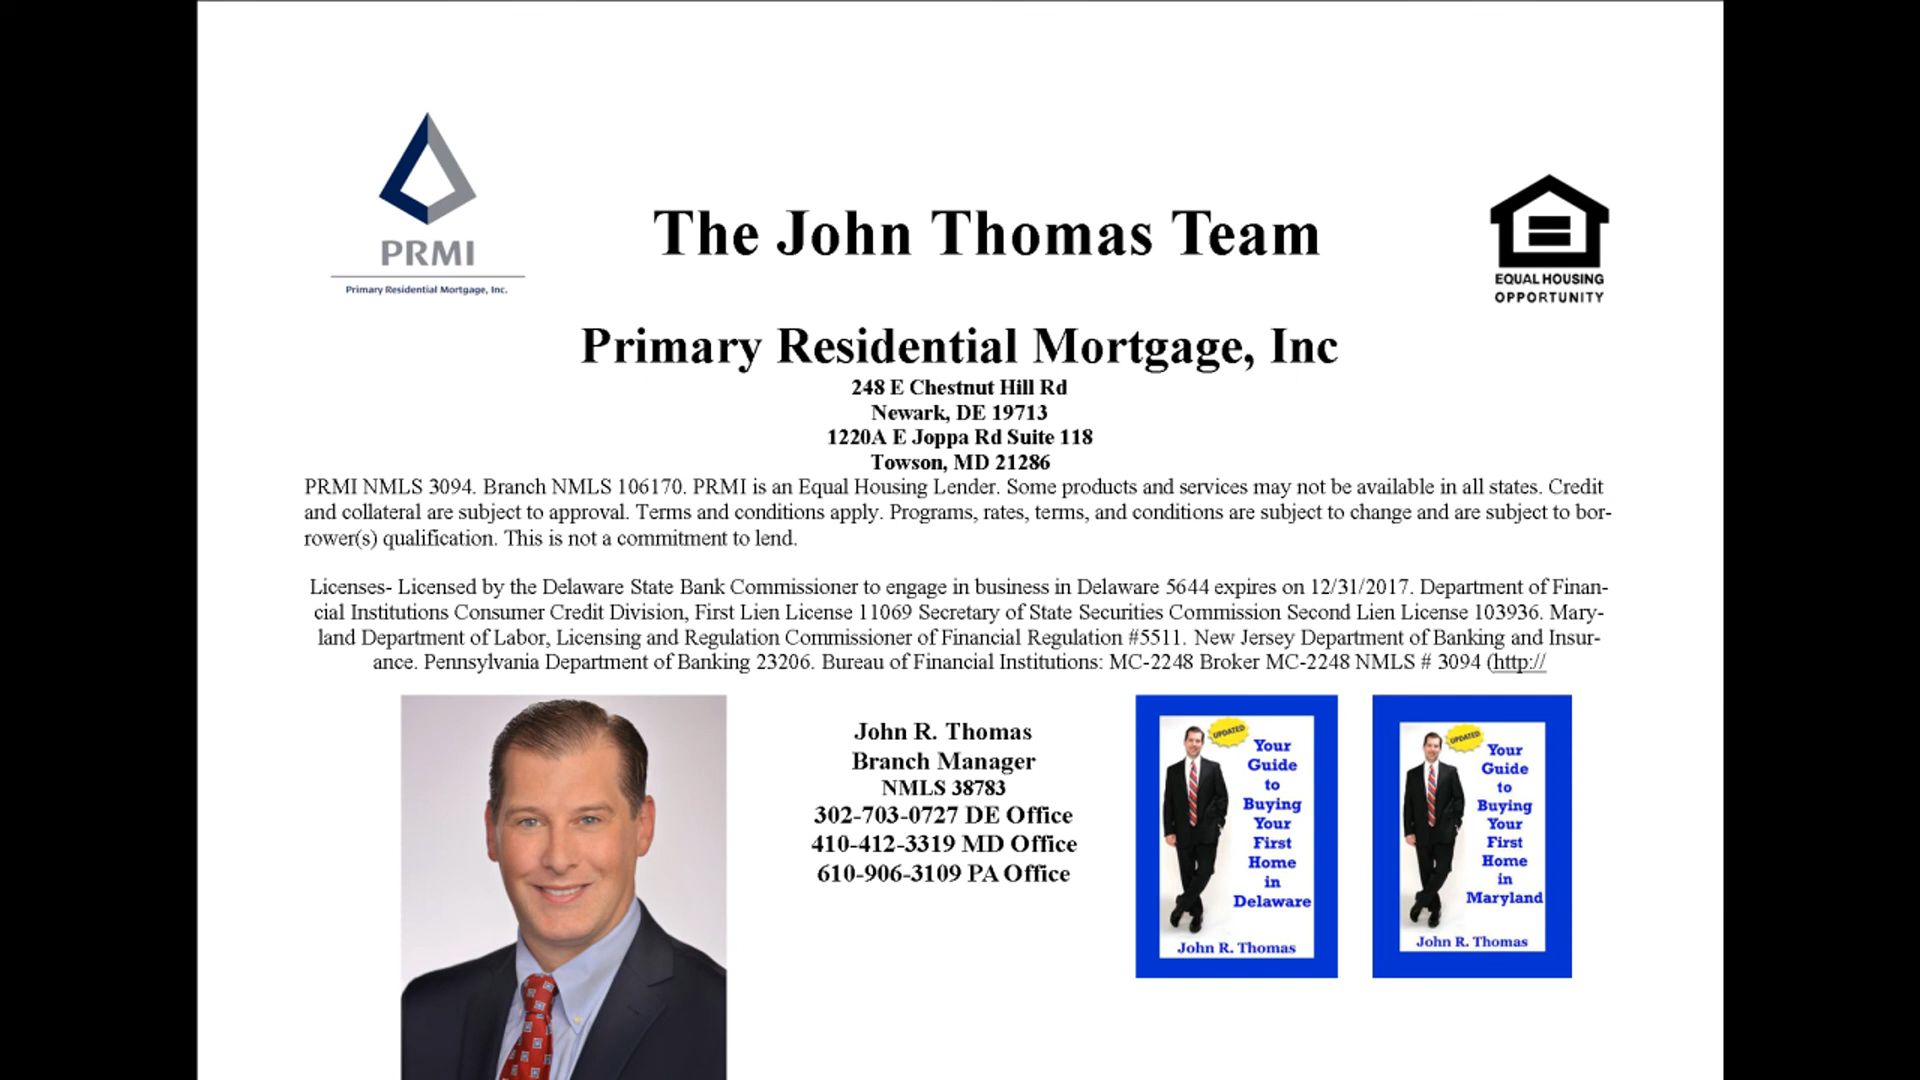 PRMI
Primary Residential Mortgage, Inc.
The John Thomas Team
EQUAL HOUSING
OPPORTUNITY
Primary Residential Mortgage, Inc
248 E Chestnut Hill Rd
Newark, DE 19713
1220A E Joppa Rd Suite 118
Towson, MD 21286
PRMI NMLS 3094. Branch NMLS 106170. PRMI is an Equal Housing Lender. Some products and services may not be available in all states. Credit
and collateral are subject to approval. Terms and conditions apply. Programs, rates, terms, and conditions are subject to change and are subject to bor-
rower(s) qualification. This is not a commitment to lend.
Licenses- Licensed by the Delaware State Bank Commissioner to engage in business in Delaware 5644 expires on 12/31/2017. Department of Finan-
cial Institutions Consumer Credit Division, First Lien License 11069 Secretary of State Securities Commission Second Lien License 103936. Mary-
land Department of Labor, Licensing and Regulation Commissioner of Financial Regulation #5511. New Jersey Department of Banking and Insur-
ance. Pennsylvania Department of Banking 23206. Bureau of Financial Institutions: MC-2248 Broker MC-2248 NMLS # 3094 (http://
John R. Thomas
Branch Manager
NMLS 38783
302-703-0727 DE Office
410-412-3319 MD Office
610-906-3109 PA Office
UPDATED
Your
Guide
to
Buying
Your
First
Home
in
Delaware
John R. Thomas
UPDATED
Your
Guide
to
Buying
Your
First
Home
in
Maryland
John R. Thomas